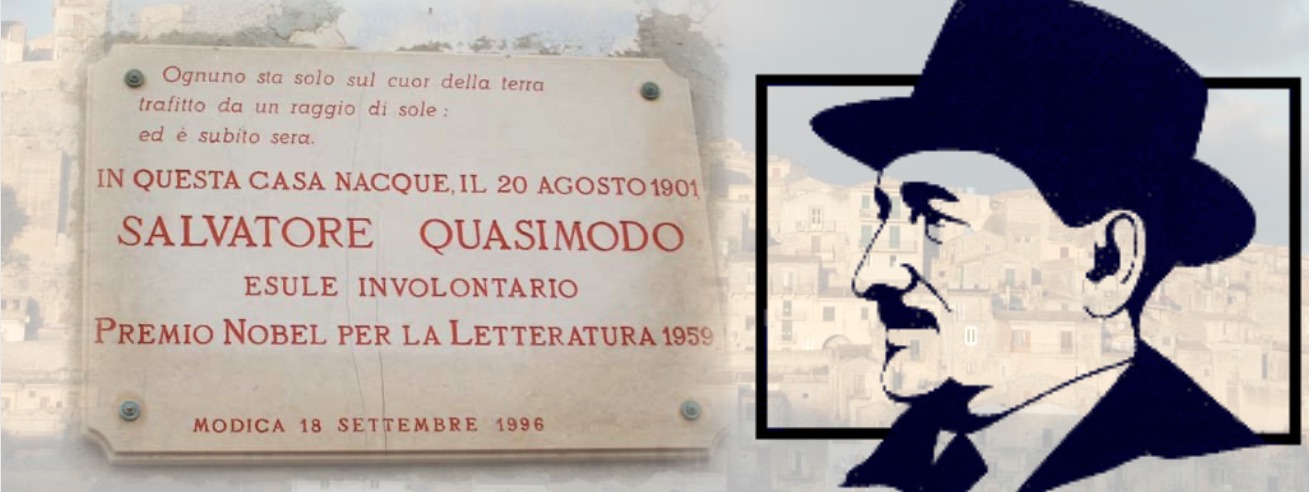 Ognuno sta solo sul cuor della terra
trafitto da un raggio di sole :
ed è subito sera.
IN QUESTA CASA NACQUE, IL 20 AGOSTO 1901
SALVATORE QUASIMODO
ESULE INVOLONTARIO
PREMIO NOBEL PER LA LETTERATURA 1959
MODICA 18 SETTEMBRE 1996